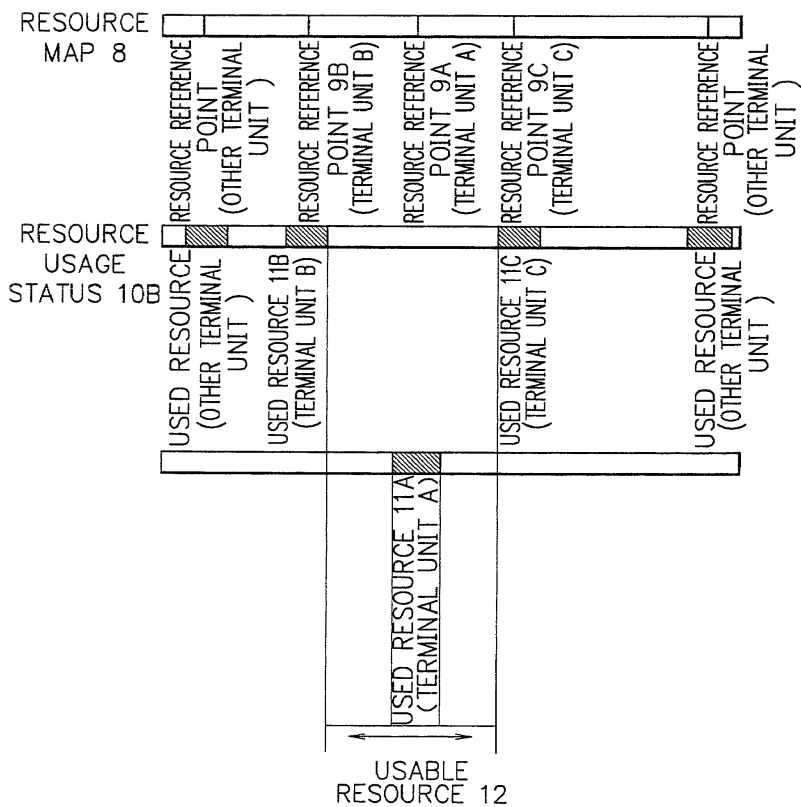 RESOURCE
MAP 8
RESOURCE REFERENCE
POINT
(OTHER TERMINAL
UNIT )
RESOURCE REFERENCE
POINT 9B
(TERMINAL UNIT B)
RESOURCE REFERENCE
POINT 9A
(TERMINAL UNIT A)
RESOURCE REFERENCE
POINT 9C
(TERMINAL UNIT C)
RESOURCE REFERENCE
POINT
(OTHER TERMINAL
UNIT )
RESOURCE
USAGE
STATUS 10B
USED RESOURCE
(OTHER TERMINAL
UNIT )
USED RESOURCE 11B
(TERMINAL UNIT B)
USED RESOURCE 11C
(TERMINAL UNIT C)
USED RESOURCE
(OTHER TERMINAL
UNIT )
USED RESOURCE 11A
(TERMINAL UNIT A)
USABLE
RESOURCE 12